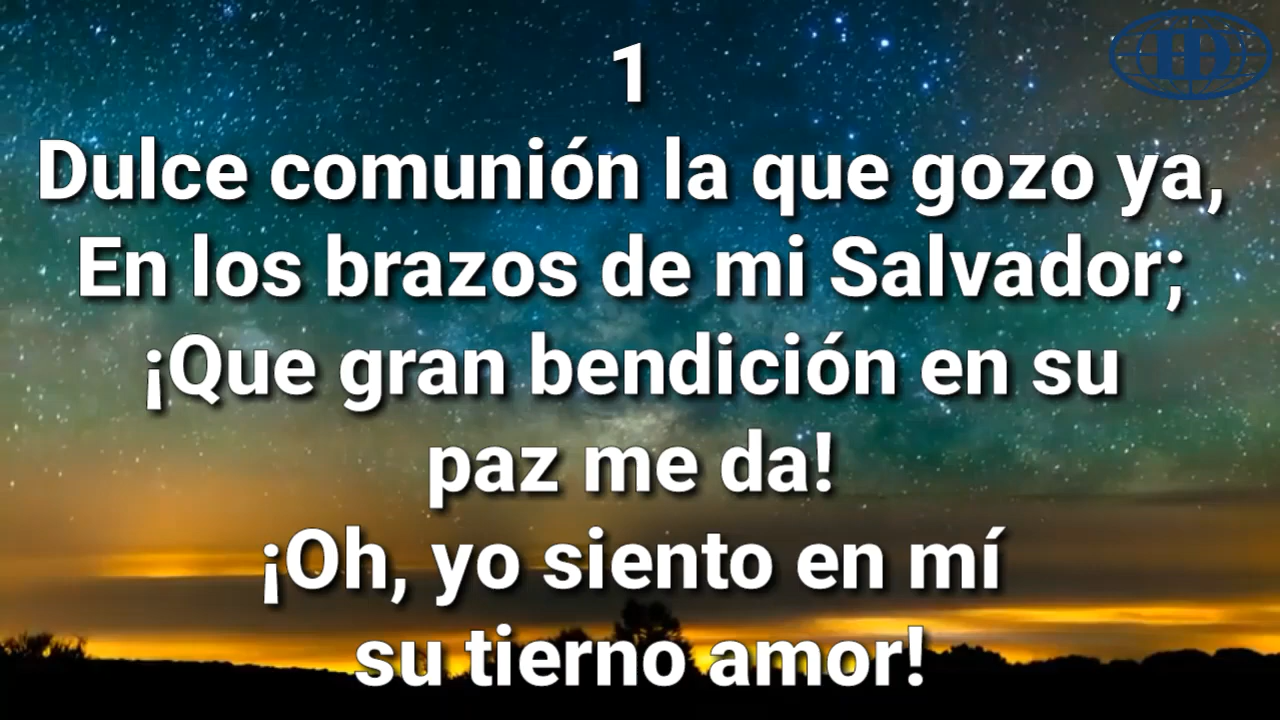 1
Dulce comunión la que gozo ya,
En los brazos de mi Salvador;
¡Que gran bendición en su
paz me da!
¡Oh, yo siento en mí
su tierno amor!